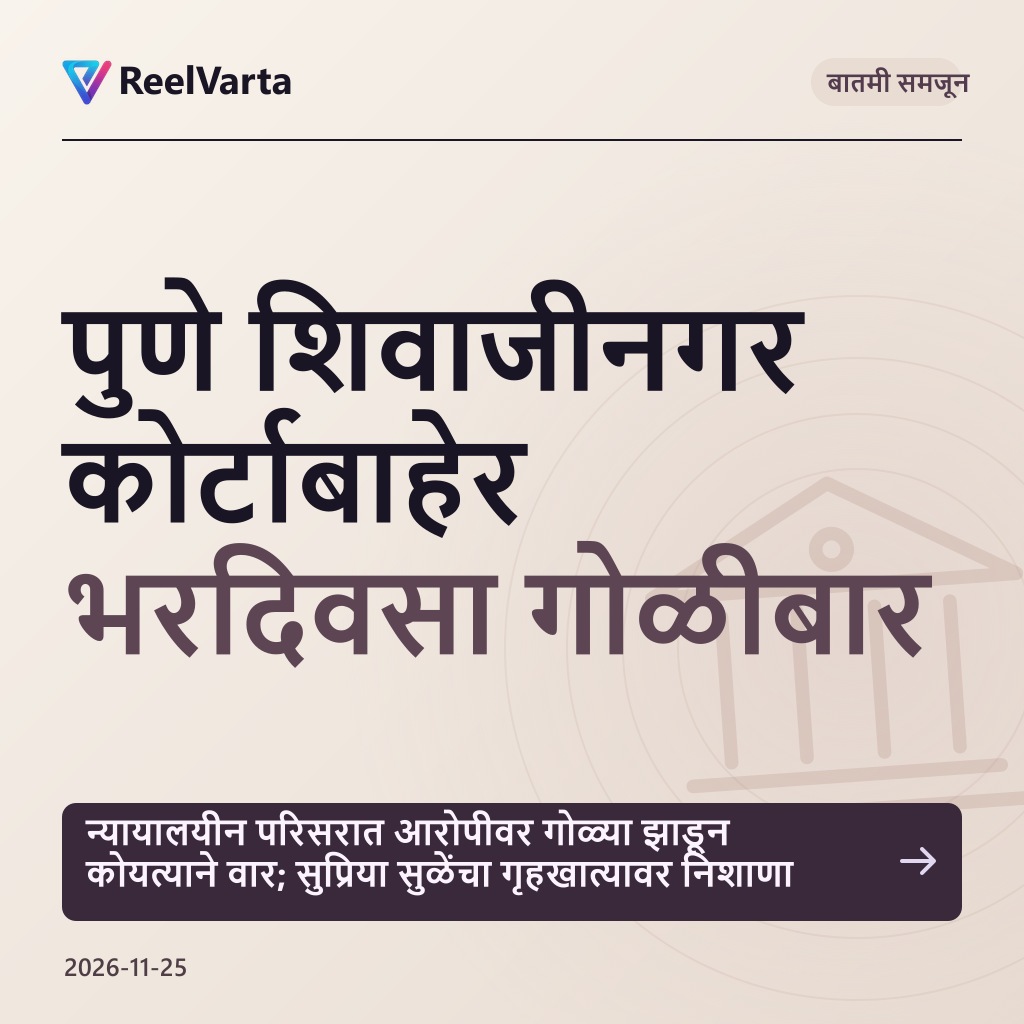 ReelVarta
बातमी समजून
पुणे शिवाजीनगर
कोर्टाबाहेर
भरदिवसा गोळीबार
न्यायालयीन परिसरात आरोपीवर गोळ्या झाडून
कोयत्याने वार; सुप्रिया सुळेंचा गृहखात्यावर निशाणा
2026-11-25